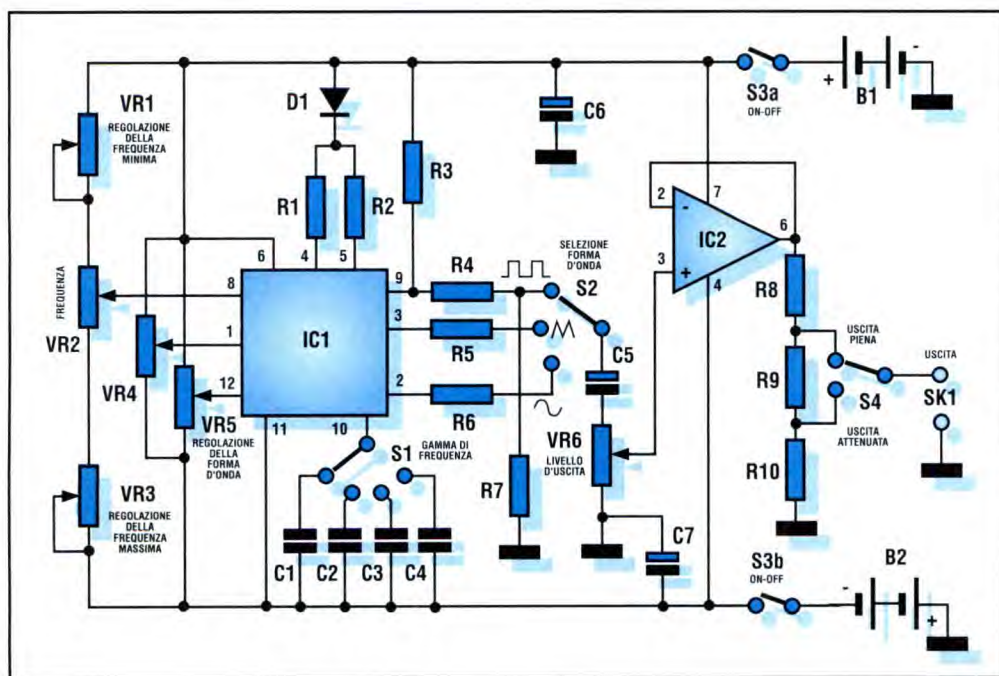 VR1
REGOLAZIONE
DELLA
FREQUENZA
MINIMA
D1
R1
R2
R3
C6
S3a
ON-OFF
+
-
B1
2
-
7
3
+
IC2
6
4
FREQUENZA
VR2
VR4
VR5
REGOLAZIONE
DELLA
FORMA
D'ONDA
VR3
REGOLAZIONE
DELLA
FREQUENZA
MASSIMA
6
4
5
8
1
12
11
10
9
3
2
IC1
R4
R5
R6
SELEZIONE
FORMA
D'ONDA
S2
C5
VR6
LIVELLO
D'USCITA
R7
C7
S1
GAMMA DI
FREQUENZA
C1
C2
C3
C4
R8
R9
R10
USCITA
PIENA
S4
USCITA
ATTENUATA
USCITA
SK1
S3b
ON-OFF
-
B2
+